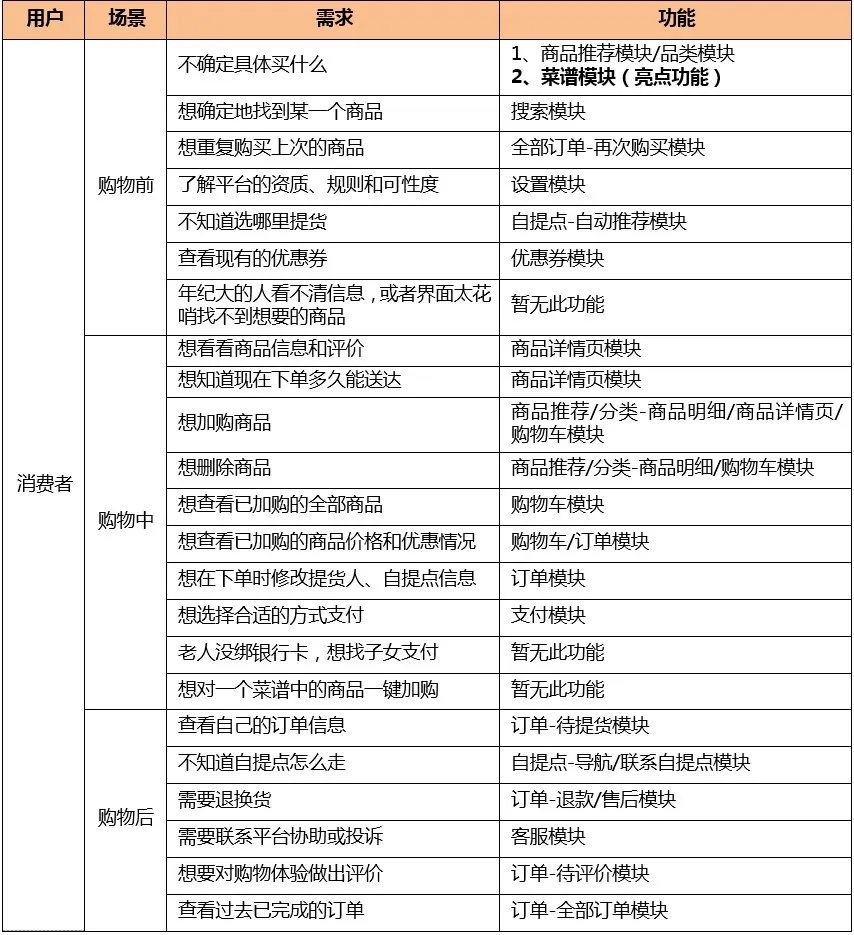 用户 场景 需求 功能
消费者
购物前
不确定具体买什么
1、商品推荐模块/品类模块
2、菜谱模块（亮点功能）
想确定地找到某一个商品 搜索模块
想重复购买上次的商品 全部订单-再次购买模块
了解平台的资质、规则和可性度 设置模块
不知道选哪里提货 自提点-自动推荐模块
查看现有的优惠券 优惠券模块
年纪大的人看不清信息，或者界面太花
哨找不到想要的商品
暂无此功能
购物中
想看看商品信息和评价 商品详情页模块
想知道现在下单多久能送达 商品详情页模块
想加购商品
商品推荐/分类-商品明细/商品详情页/
购物车模块
想删除商品 商品推荐/分类-商品明细/购物车模块
想查看已加购的全部商品 购物车模块
想查看已加购的商品价格和优惠情况 购物车/订单模块
想在下单时修改提货人、自提点信息 订单模块
想选择合适的方式支付 支付模块
老人没绑银行卡，想找子女支付 暂无此功能
想对一个菜谱中的商品一键加购 暂无此功能
购物后
查看自己的订单信息 订单-待提货模块
不知道自提点怎么走 自提点-导航/联系自提点模块
需要退换货 订单-退款/售后模块
需要联系平台协助或投诉 客服模块
想要对购物体验做出评价 订单-待评价模块
查看过去已完成的订单 订单-全部订单模块